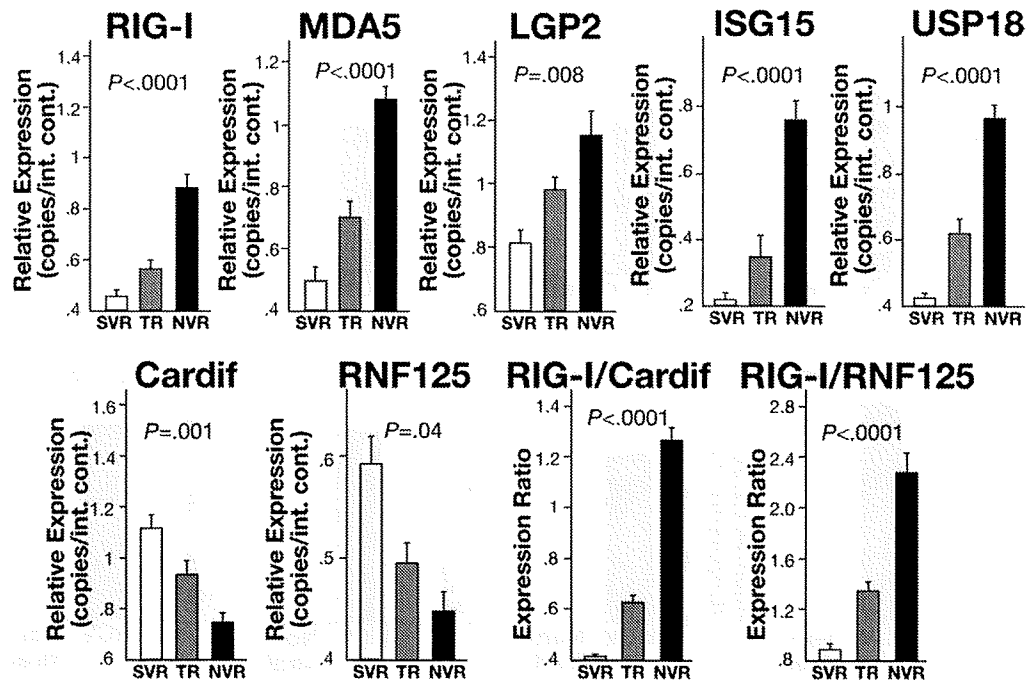 RIG-I MDA5 LGP2 ISG15 USP18
Relative Expression
(copies/int. cont.)
1.4
1.2
1
.8
.6
.4
P<.0001
SVR TR NVR
Relative Expression
(copies/int. cont.)
1.2
1
.8
.6
.4
P<.0001
SVR TR NVR
Relative Expression
(copies/int. cont.)
1.4
1.2
1
.8
.6
P=.008
SVR TR NVR
Relative Expression
(copies/int. cont.)
.8
.6
.4
.2
P<.0001
SVR TR NVR
Relative Expression
(copies/int. cont.)
1
.8
.6
.4
P<.0001
SVR TR NVR
Cardif RNF125 RIG-I/Cardif RIG-I/RNF125
Relative Expression
(copies/int. cont.)
1.6
1.4
1.2
1
.8
.6
P=.001
SVR TR NVR
Relative Expression
(copies/int. cont.)
.6
.5
.4
P=.04
SVR TR NVR
Expression Ratio
1.4
1.2
1
.8
.6
.4
P<.0001
SVR TR NVR
Expression Ratio
2.8
2.4
2.0
1.6
1.2
.8
P<.0001
SVR TR NVR